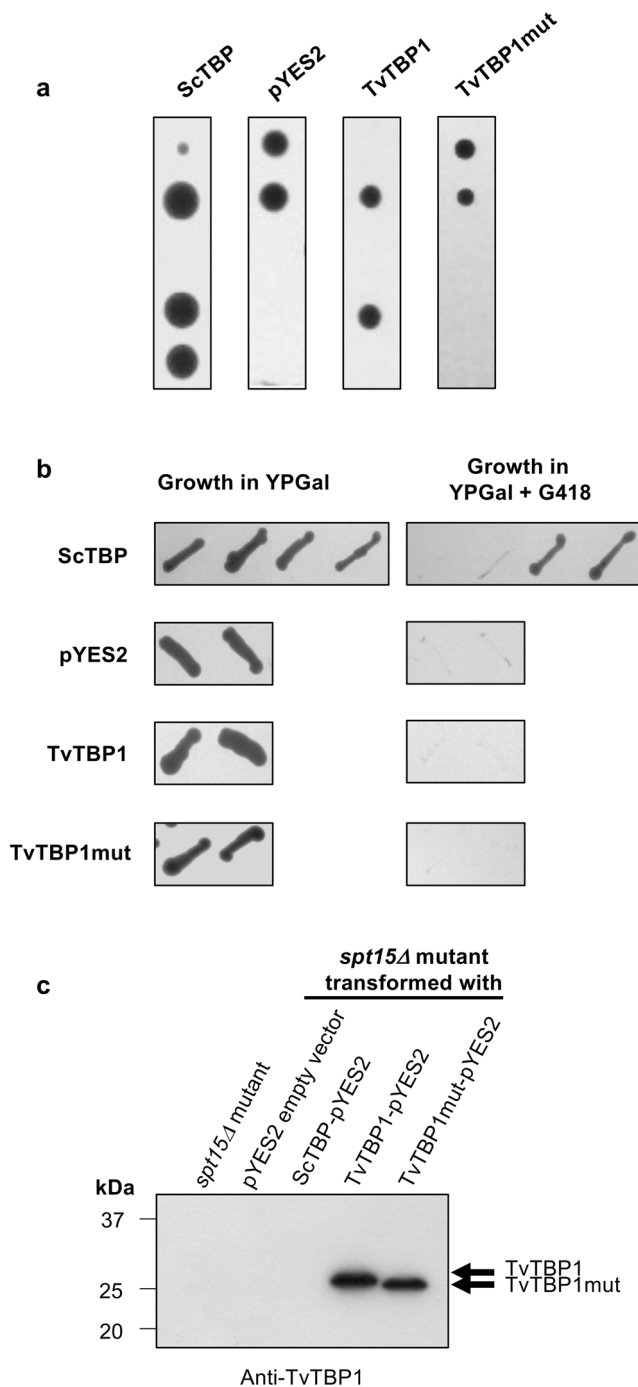 a
ScTBP
pYES2
TvTBP1
TvTBP1mut
b
Growth in YPGal
Growth in
YPGal + G418
ScTBP
pYES2
TvTBP1
TvTBP1mut
c
spt15Δ mutant
transformed with
spt15Δ mutant
pYES2 empty vector
ScTBP-pYES2
TvTBP1-pYES2
TvTBP1mut-pYES2
kDa
37
25
20
TvTBP1
TvTBP1mut
Anti-TvTBP1